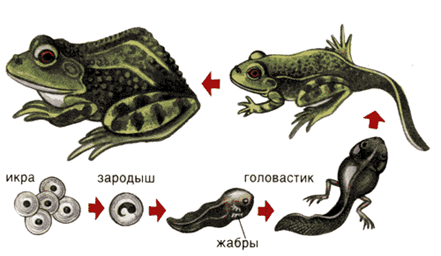 икра
зародыш
головастик
жабры